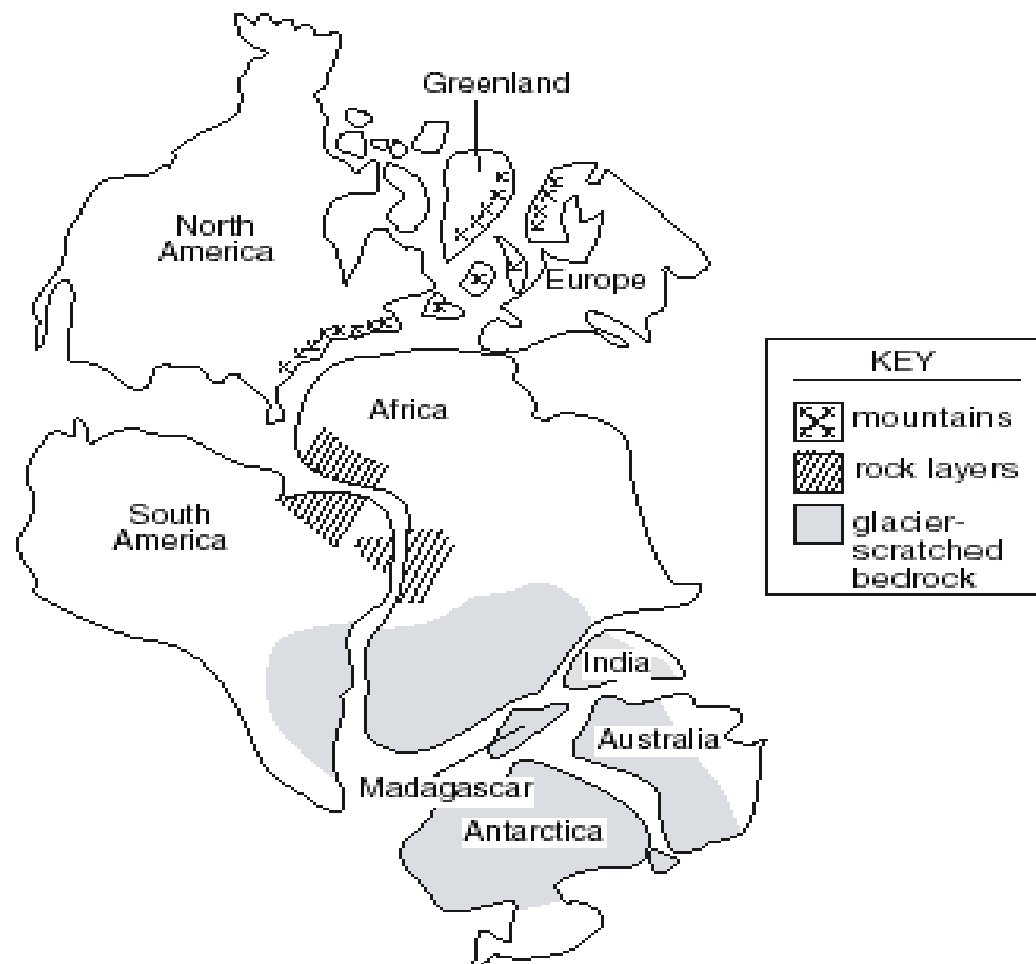 Greenland
North
America
Europe
Africa
South
America
India
Australia
Madagascar
Antarctica
KEY
mountains
rock layers
glacier-
scratched
bedrock